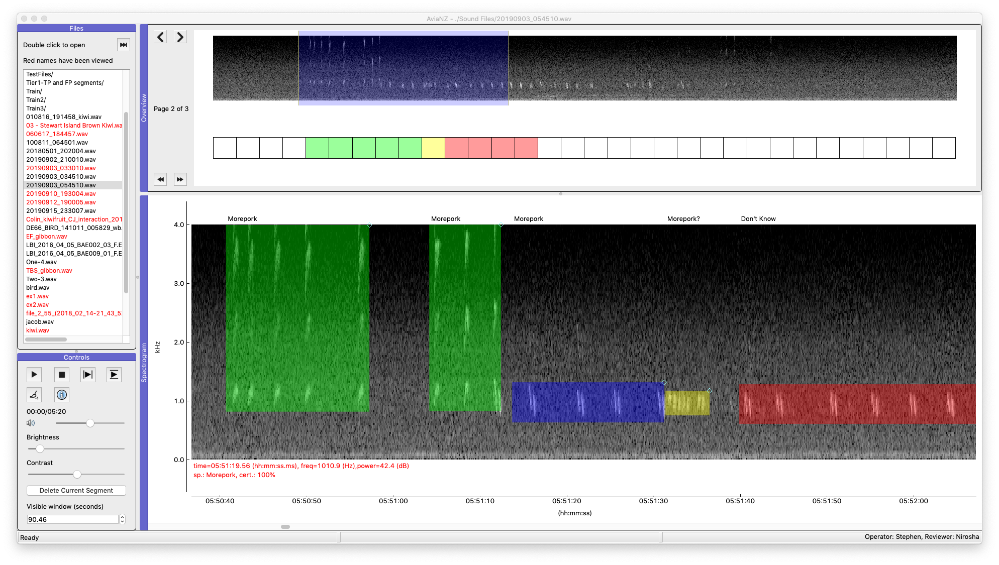 AviaNZ - ./Sound Files/20190903_054510.wav
Files
Double click to open
Red names have been viewed
TestFiles/
Tier1-TP and FP segments/
Train/
Train2/
Train3/
010816_191458_kiwi.wav
03 - Stewart Island Brown Kiwi.wa
060617_184457.wav
100811_064501.wav
20180501_202004.wav
20190902_210010.wav
20190903_033010.wav
20190903_034510.wav
20190903_054510.wav
20190910_193004.wav
20190912_190005.wav
20190915_233007.wav
Colin_kiwifruit_CJ_interaction_201
DE66_BIRD_141011_005829_wb.
EF_gibbon.wav
LBI_2016_04_05_BAE002_03_F.E
LBI_2016_04_05_BAE009_01_F.E
One-4.wav
TBS_gibbon.wav
Two-3.wav
bird.wav
ex1.wav
ex2.wav
file_2_55_(2018_02_14-21_43_5
jacob.wav
kiwi.wav
Controls
00:00/05:20
Brightness
Contrast
Delete Current Segment
Visible window (seconds)
90.46
Overview
Page 2 of 3
Spectrogram
Morepork Morepork Morepork Morepork? Don't Know
4.0
3.0
2.0
kHz
1.0
0.0
time=05:51:19.56 (hh:mm:ss.ms), freq=1010.9 (Hz),power=42.4 (dB)
sp.: Morepork, cert.: 100%
05:50:40 05:50:50 05:51:00 05:51:10 05:51:20 05:51:30 05:51:40 05:51:50 05:52:00
(hh:mm:ss)
Ready
Operator: Stephen, Reviewer: Nirosha